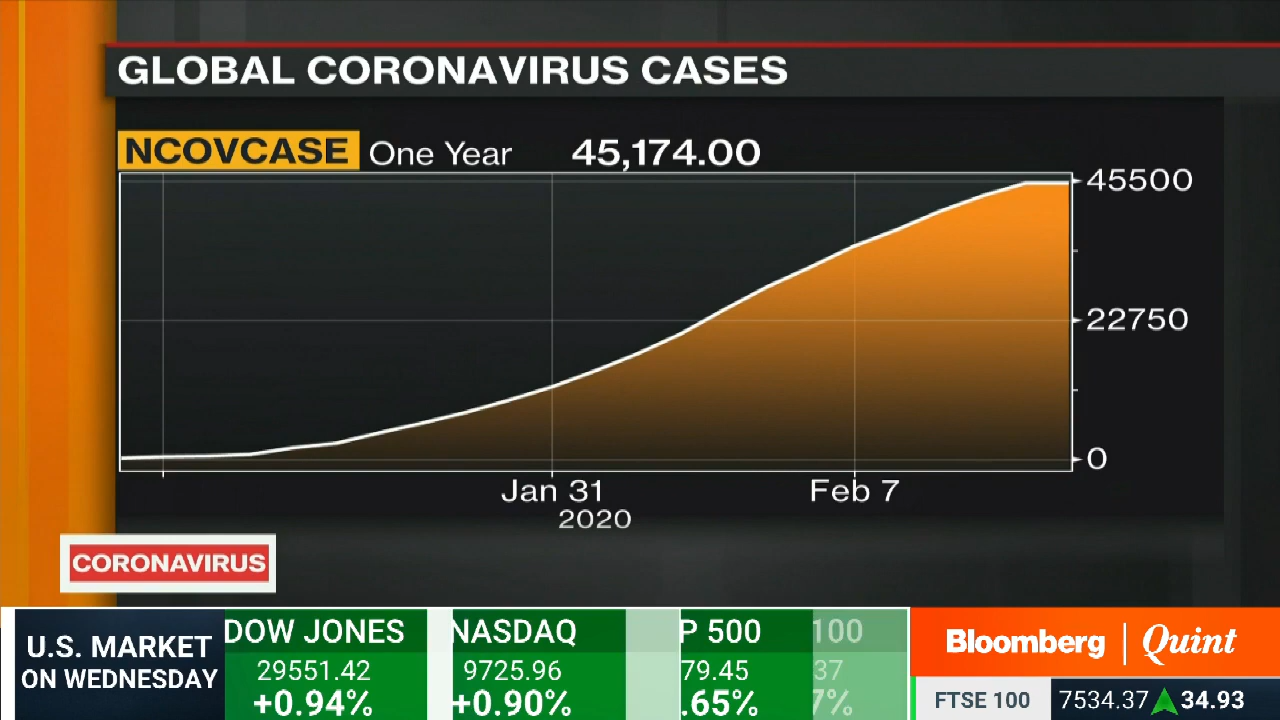 GLOBAL CORONAVIRUS CASES
NCOVCASE One Year 45,174.00
45500
22750
0
Jan 31
Feb 7
2020
CORONAVIRUS
U.S. MARKET
ON WEDNESDAY
DOW JONES
29551.42
+0.94%
NASDAQ
9725.96
+0.90%
P 500
79.45
.65%
100
37
7%
Bloomberg | Quint
FTSE 100 7534.37 ▲ 34.93